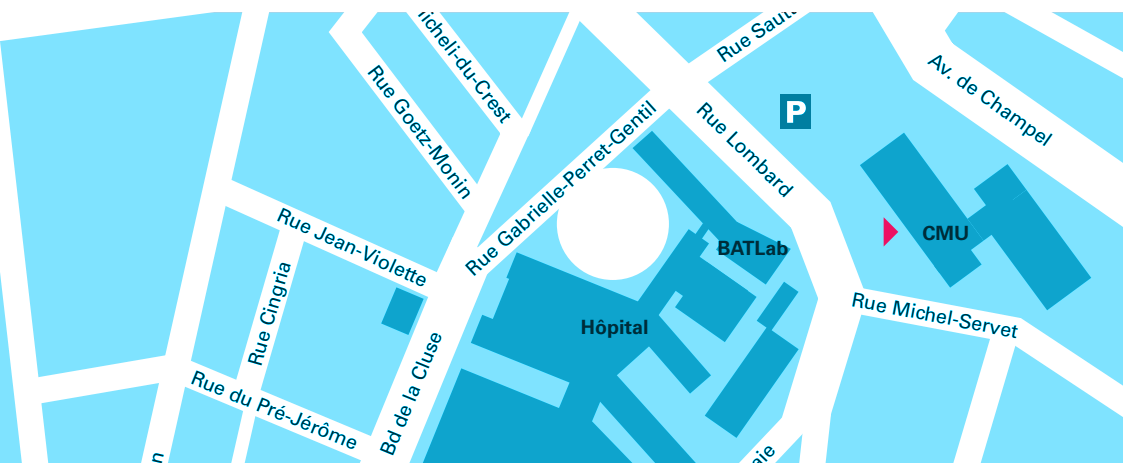 Rue Goetz-Monin
Rue Gabrielle-Perret-Gentil
Rue Lombard
P
Av. de Champel
Rue Jean-Violette
Rue Cingria
BATLab
CMU
Hôpital
Rue Michel-Servet
Rue du Pré-Jérôme
Bd de la Cluse
Rue